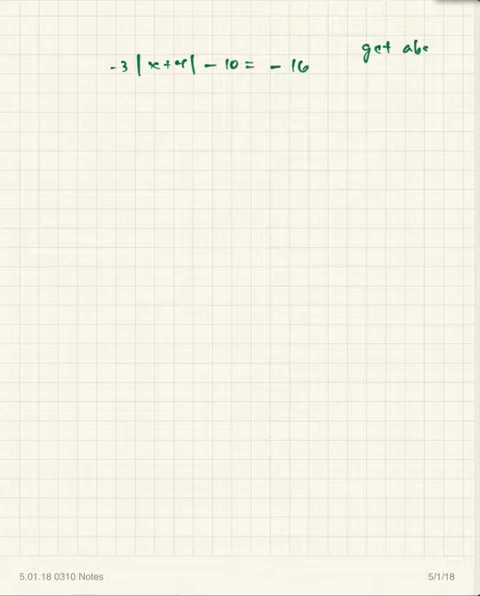 -3 |x+4| - 10 = - 16
get abs
5.01.18 0310 Notes
5/1/18